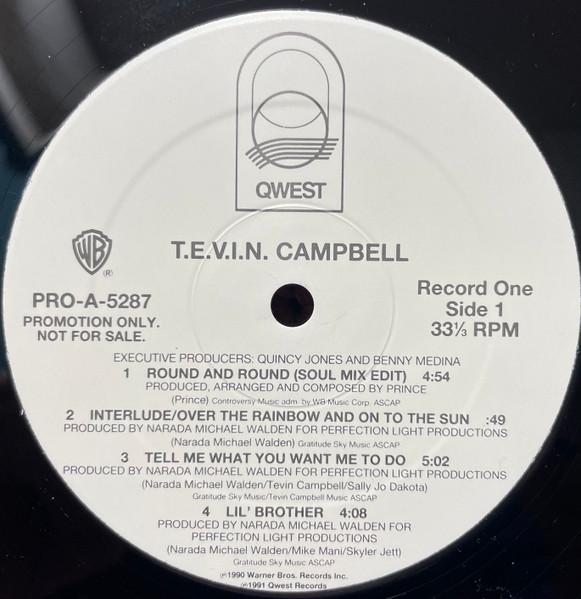 QWEST
T.E.V.I.N. CAMPBELL
WB
(R)
PRO-A-5287
PROMOTION ONLY.
NOT FOR SALE.
Record One
Side 1
33⅓ RPM
EXECUTIVE PRODUCERS: QUINCY JONES AND BENNY MEDINA
1 ROUND AND ROUND (SOUL MIX EDIT) 4:54
PRODUCED, ARRANGED AND COMPOSED BY PRINCE
(Prince) Controversy Music adm. by WB Music Corp. ASCAP
2 INTERLUDE/OVER THE RAINBOW AND ON TO THE SUN :49
PRODUCED BY NARADA MICHAEL WALDEN FOR PERFECTION LIGHT PRODUCTIONS
(Narada Michael Walden) Gratitude Sky Music ASCAP
3 TELL ME WHAT YOU WANT ME TO DO 5:02
PRODUCED BY NARADA MICHAEL WALDEN FOR PERFECTION LIGHT PRODUCTIONS
(Narada Michael Walden/Tevin Campbell/Sally Jo Dakota)
Gratitude Sky Music/Tevin Campbell Music ASCAP
4 LIL' BROTHER 4:08
PRODUCED BY NARADA MICHAEL WALDEN FOR
PERFECTION LIGHT PRODUCTIONS
(Narada Michael Walden/Mike Mani/Skyler Jett)
Gratitude Sky Music ASCAP
℗1990 Warner Bros. Records Inc.
℗1991 Qwest Records